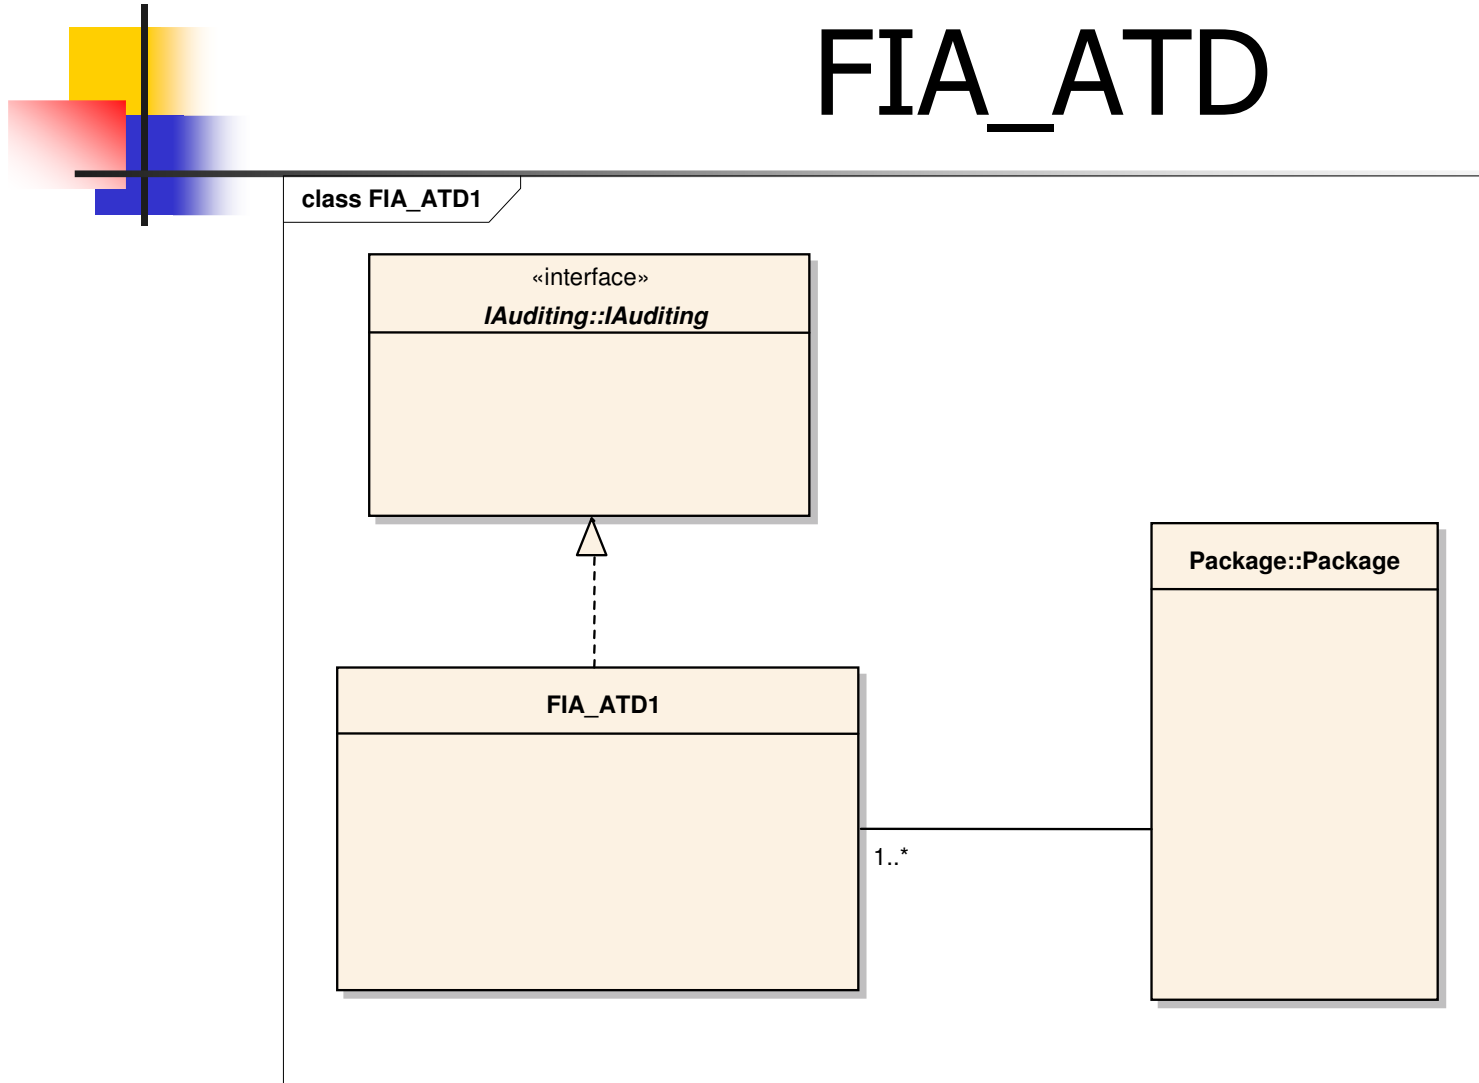 FIA_ATD
class FIA_ATD1
«interface»
IAuditing::IAuditing
Package::Package
FIA_ATD1
1..*